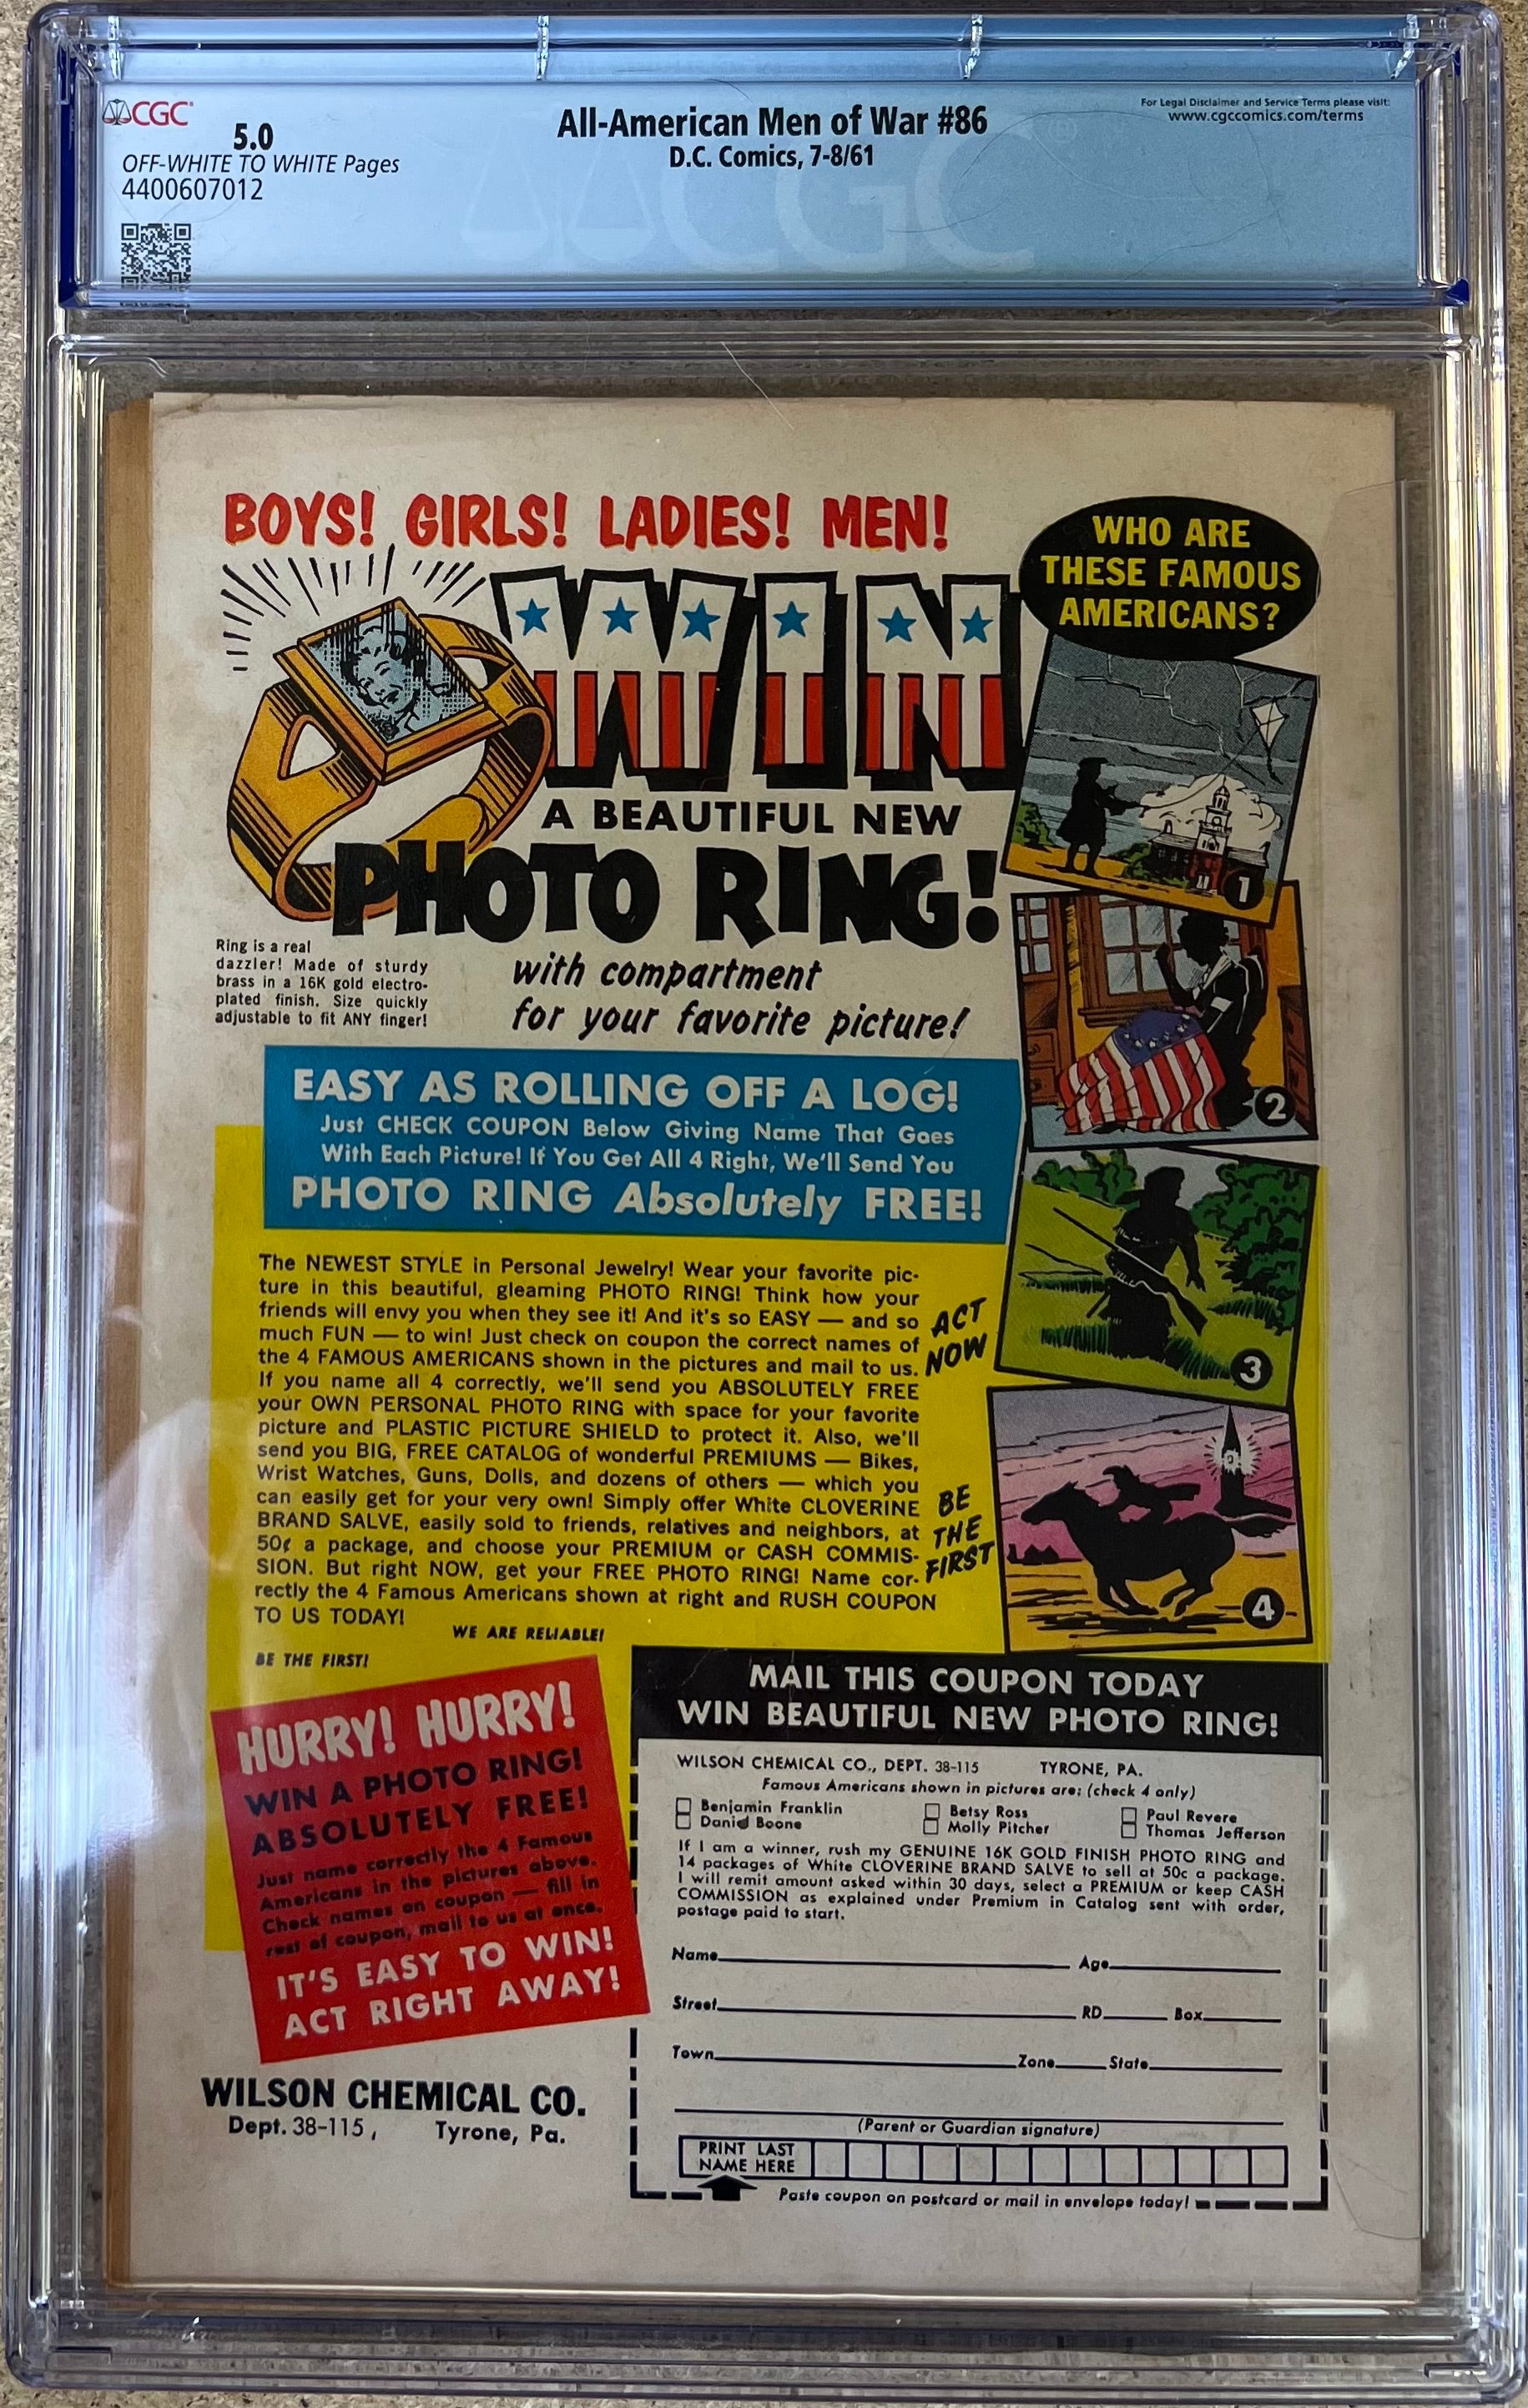 CGC
5.0
OFF-WHITE TO WHITE Pages
4400607012
All-American Men of War #86
D.C. Comics, 7-8/61
For Legal Disclaimer and Service Terms please visit:
www.cgccomics.com/terms
CGC
BOYS! GIRLS! LADIES! MEN!
WIN
A BEAUTIFUL NEW
PHOTO RING!
with compartment
for your favorite picture!
Ring is a real
dazzler! Made of sturdy
brass in a 16K gold electro-
plated finish. Size quickly
adjustable to fit ANY finger!
WHO ARE
THESE FAMOUS
AMERICANS?
1
2
3
4
EASY AS ROLLING OFF A LOG!
Just CHECK COUPON Below Giving Name That Goes
With Each Picture! If You Get All 4 Right, We'll Send You
PHOTO RING Absolutely FREE!
The NEWEST STYLE in Personal Jewelry! Wear your favorite pic-
ture in this beautiful, gleaming PHOTO RING! Think how your
friends will envy you when they see it! And it's so EASY — and so
much FUN — to win! Just check on coupon the correct names of
the 4 FAMOUS AMERICANS shown in the pictures and mail to us.
If you name all 4 correctly, we'll send you ABSOLUTELY FREE
your OWN PERSONAL PHOTO RING with space for your favorite
picture and PLASTIC PICTURE SHIELD to protect it. Also, we'll
send you BIG, FREE CATALOG of wonderful PREMIUMS — Bikes,
Wrist Watches, Guns, Dolls, and dozens of others — which you
can easily get for your very own! Simply offer White CLOVERINE
BRAND SALVE, easily sold to friends, relatives and neighbors, at
50¢ a package, and choose your PREMIUM or CASH COMMIS-
SION. But right NOW, get your FREE PHOTO RING! Name cor-
rectly the 4 Famous Americans shown at right and RUSH COUPON
TO US TODAY!
WE ARE RELIABLE!
BE THE FIRST!
ACT
NOW
BE
THE
FIRST
HURRY! HURRY!
WIN A PHOTO RING!
ABSOLUTELY FREE!
Just name correctly the 4 Famous
Americans in the pictures above.
Check names on coupon — fill in
rest of coupon, mail to us at once.
IT'S EASY TO WIN!
ACT RIGHT AWAY!
WILSON CHEMICAL CO.
Dept. 38-115, Tyrone, Pa.
MAIL THIS COUPON TODAY
WIN BEAUTIFUL NEW PHOTO RING!
WILSON CHEMICAL CO., DEPT. 38-115 TYRONE, PA.
Famous Americans shown in pictures are: (check 4 only)
Benjamin Franklin Betsy Ross Paul Revere
Daniel Boone Molly Pitcher Thomas Jefferson
If I am a winner, rush my GENUINE 16K GOLD FINISH PHOTO RING and
14 packages of White CLOVERINE BRAND SALVE to sell at 50c a package.
I will remit amount asked within 30 days, select a PREMIUM or keep CASH
COMMISSION as explained under Premium in Catalog sent with order,
postage paid to start.
Name Age
Street RD Box
Town Zone State
(Parent or Guardian signature)
PRINT LAST
NAME HERE
Paste coupon on postcard or mail in envelope today!